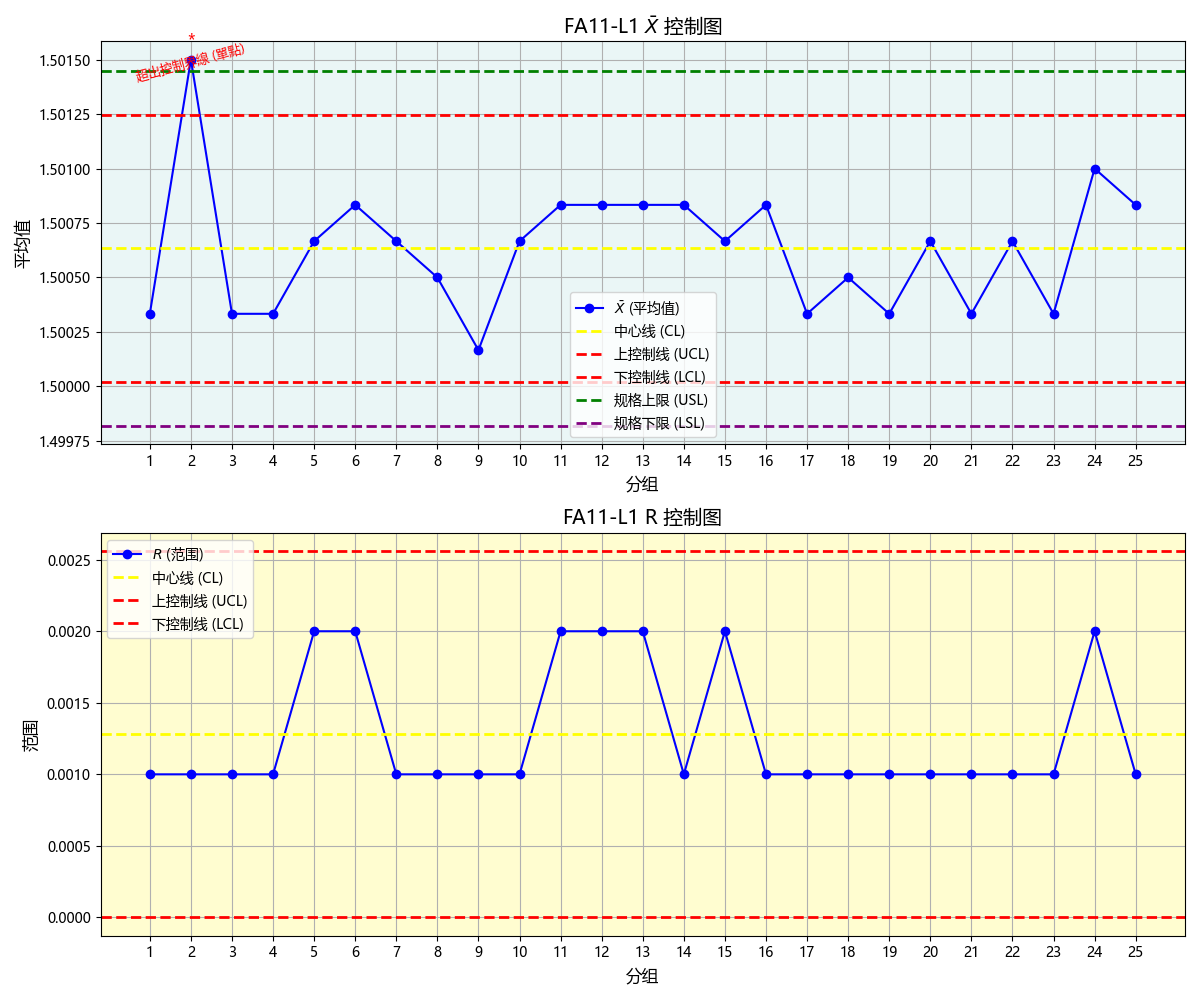 FA11-L1 X̄ 控制图
*
超出控制界線 (單點)
1.50150
1.50125
1.50100
1.50075
1.50050
1.50025
1.50000
1.49975
平均值
X̄ (平均值)
中心线 (CL)
上控制线 (UCL)
下控制线 (LCL)
规格上限 (USL)
规格下限 (LSL)
1 2 3 4 5 6 7 8 9 10 11 12 13 14 15 16 17 18 19 20 21 22 23 24 25
分组
FA11-L1 R 控制图
R (范围)
中心线 (CL)
上控制线 (UCL)
下控制线 (LCL)
0.0025
0.0020
0.0015
0.0010
0.0005
0.0000
范围
1 2 3 4 5 6 7 8 9 10 11 12 13 14 15 16 17 18 19 20 21 22 23 24 25
分组